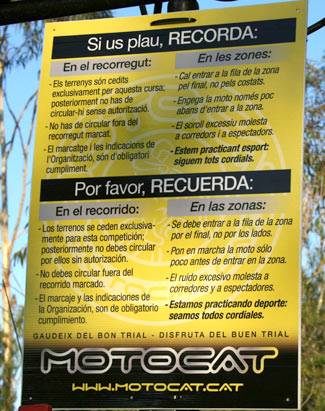 Si us plau, RECORDA:
En el recorregut:
- Els terrenys són cedits
exclusivament per aquesta cursa;
posteriorment no has de
circular-hi sense autorització.
- No has de circular fora del
recorregut marcat.
- El marcatge i les indicacions de
l'Organització, són d'obligatori
cumpliment.
En les zones:
- Cal entrar a la fila de la zona
pel final, no pels costats.
- Engega la moto només poc
abans d'entrar a la zona.
- El soroll excessiu molesta
a corredors i a espectadors.
- Estem practicant esport:
siguem tots cordials.
Por favor, RECUERDA:
En el recorrido:
- Los terrenos se ceden exclusiva-
mente para esta competición;
posteriormente no debes circular
por ellos sin autorización.
- No debes circular fuera del
recorrido marcado.
- El marcaje y las indicaciones de
la Organización, son de obligatorio
cumplimiento.
En las zonas:
- Se debe entrar a la fila de la zona
por el final, no por los lados.
- Pon en marcha la moto sólo
poco antes de entrar en la zona.
- El ruido excesivo molesta a
corredores y a espectadores.
- Estamos practicando deporte:
seamos todos cordiales.
GAUDEIX DEL BON TRIAL - DISFRUTA DEL BUEN TRIAL
MOTOCAT
WWW.MOTOCAT.CAT